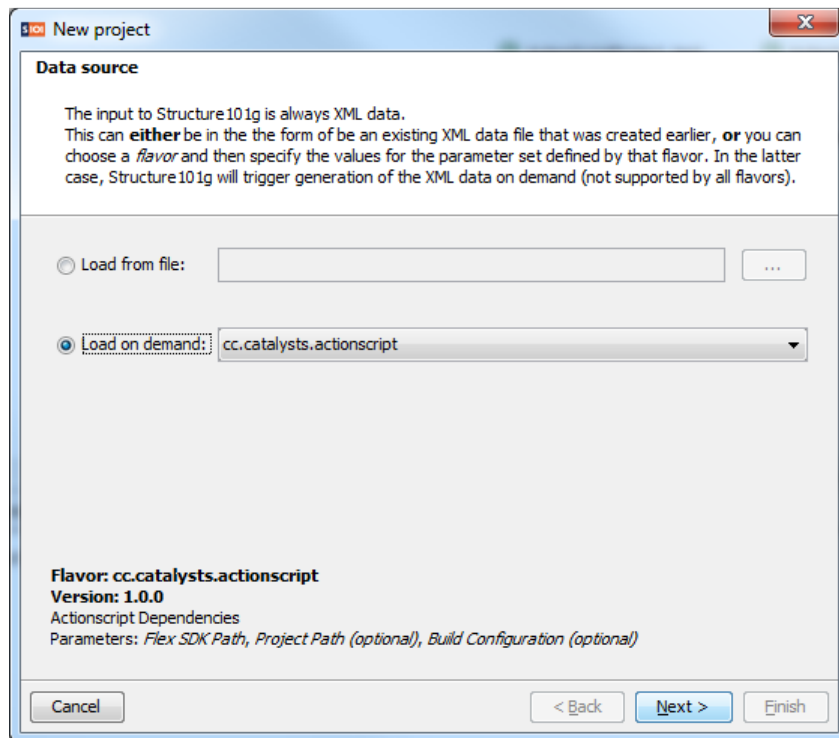 S101 New project
Data source
The input to Structure101g is always XML data.
This can either be in the the form of be an existing XML data file that was created earlier, or you can
choose a flavor and then specify the values for the parameter set defined by that flavor. In the latter
case, Structure101g will trigger generation of the XML data on demand (not supported by all flavors).
Load from file: ...
Load on demand: cc.catalysts.actionscript
Flavor: cc.catalysts.actionscript
Version: 1.0.0
Actionscript Dependencies
Parameters: Flex SDK Path, Project Path (optional), Build Configuration (optional)
Cancel < Back Next > Finish